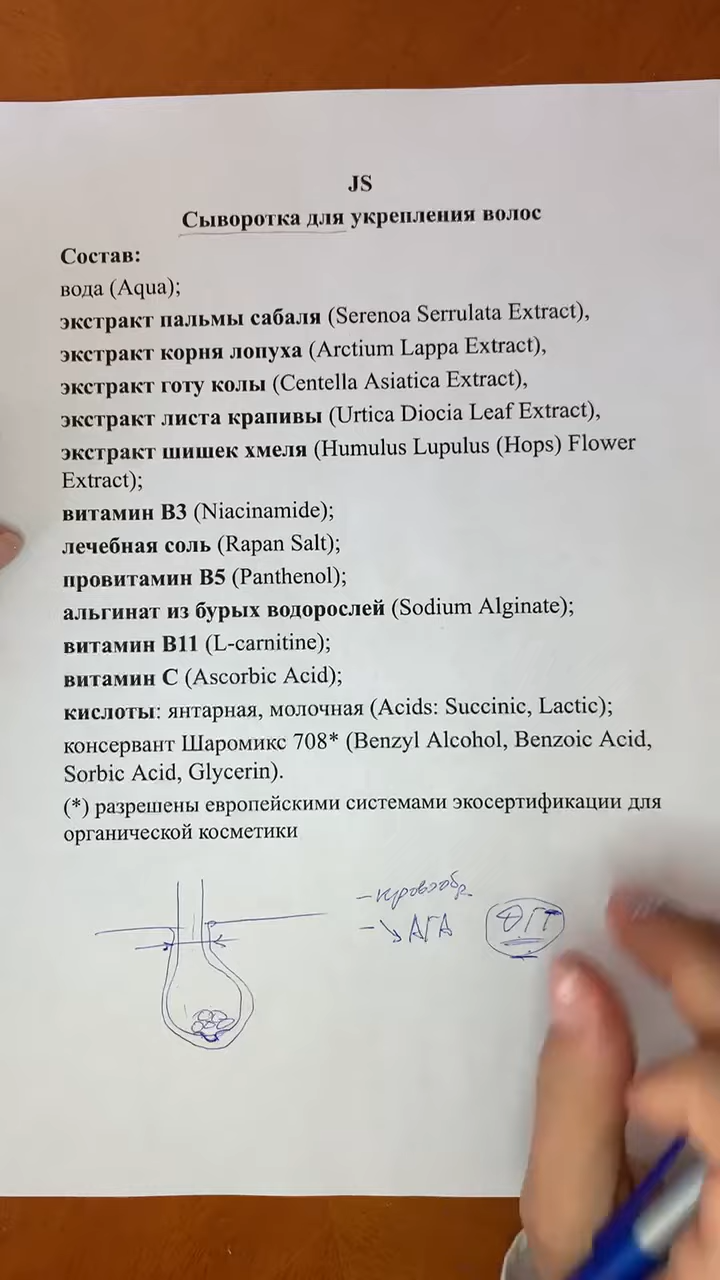 JS
Сыворотка для укрепления волос
Состав:
вода (Aqua);
экстракт пальмы сабаля (Serenoa Serrulata Extract),
экстракт корня лопуха (Arctium Lappa Extract),
экстракт готу колы (Centella Asiatica Extract),
экстракт листа крапивы (Urtica Diocia Leaf Extract),
экстракт шишек хмеля (Humulus Lupulus (Hops) Flower
Extract);
витамин В3 (Niacinamide);
лечебная соль (Rapan Salt);
провитамин В5 (Panthenol);
альгинат из бурых водорослей (Sodium Alginate);
витамин В11 (L-carnitine);
витамин С (Ascorbic Acid);
кислоты: янтарная, молочная (Acids: Succinic, Lactic);
консервант Шаромикс 708* (Benzyl Alcohol, Benzoic Acid,
Sorbic Acid, Glycerin).
(*) разрешены европейскими системами экосертификации для
органической косметики
- кровооб
- ↘ АГА ДГТ